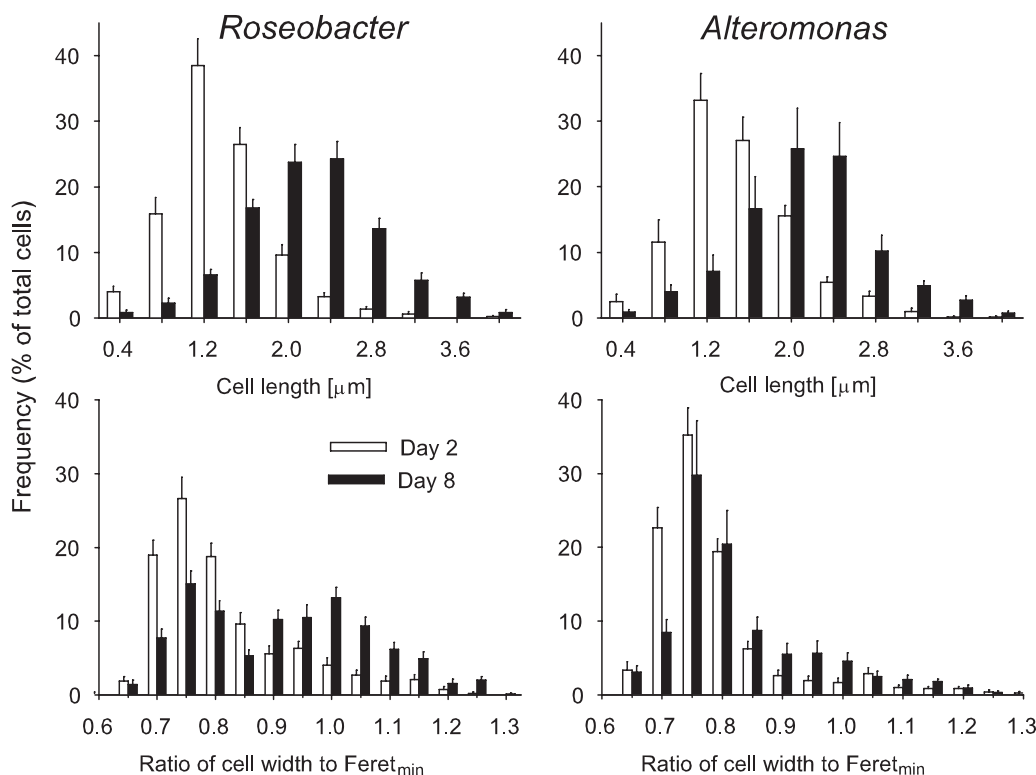 Roseobacter
Alteromonas
Frequency (% of total cells)
40
30
20
10
0
0.4 1.2 2.0 2.8 3.6
Cell length [μm]
40
30
20
10
0
0.4 1.2 2.0 2.8 3.6
Cell length [μm]
40
30
20
10
0
Day 2
Day 8
0.6 0.7 0.8 0.9 1.0 1.1 1.2 1.3
Ratio of cell width to Feretmin
40
30
20
10
0
0.6 0.7 0.8 0.9 1.0 1.1 1.2 1.3
Ratio of cell width to Feretmin